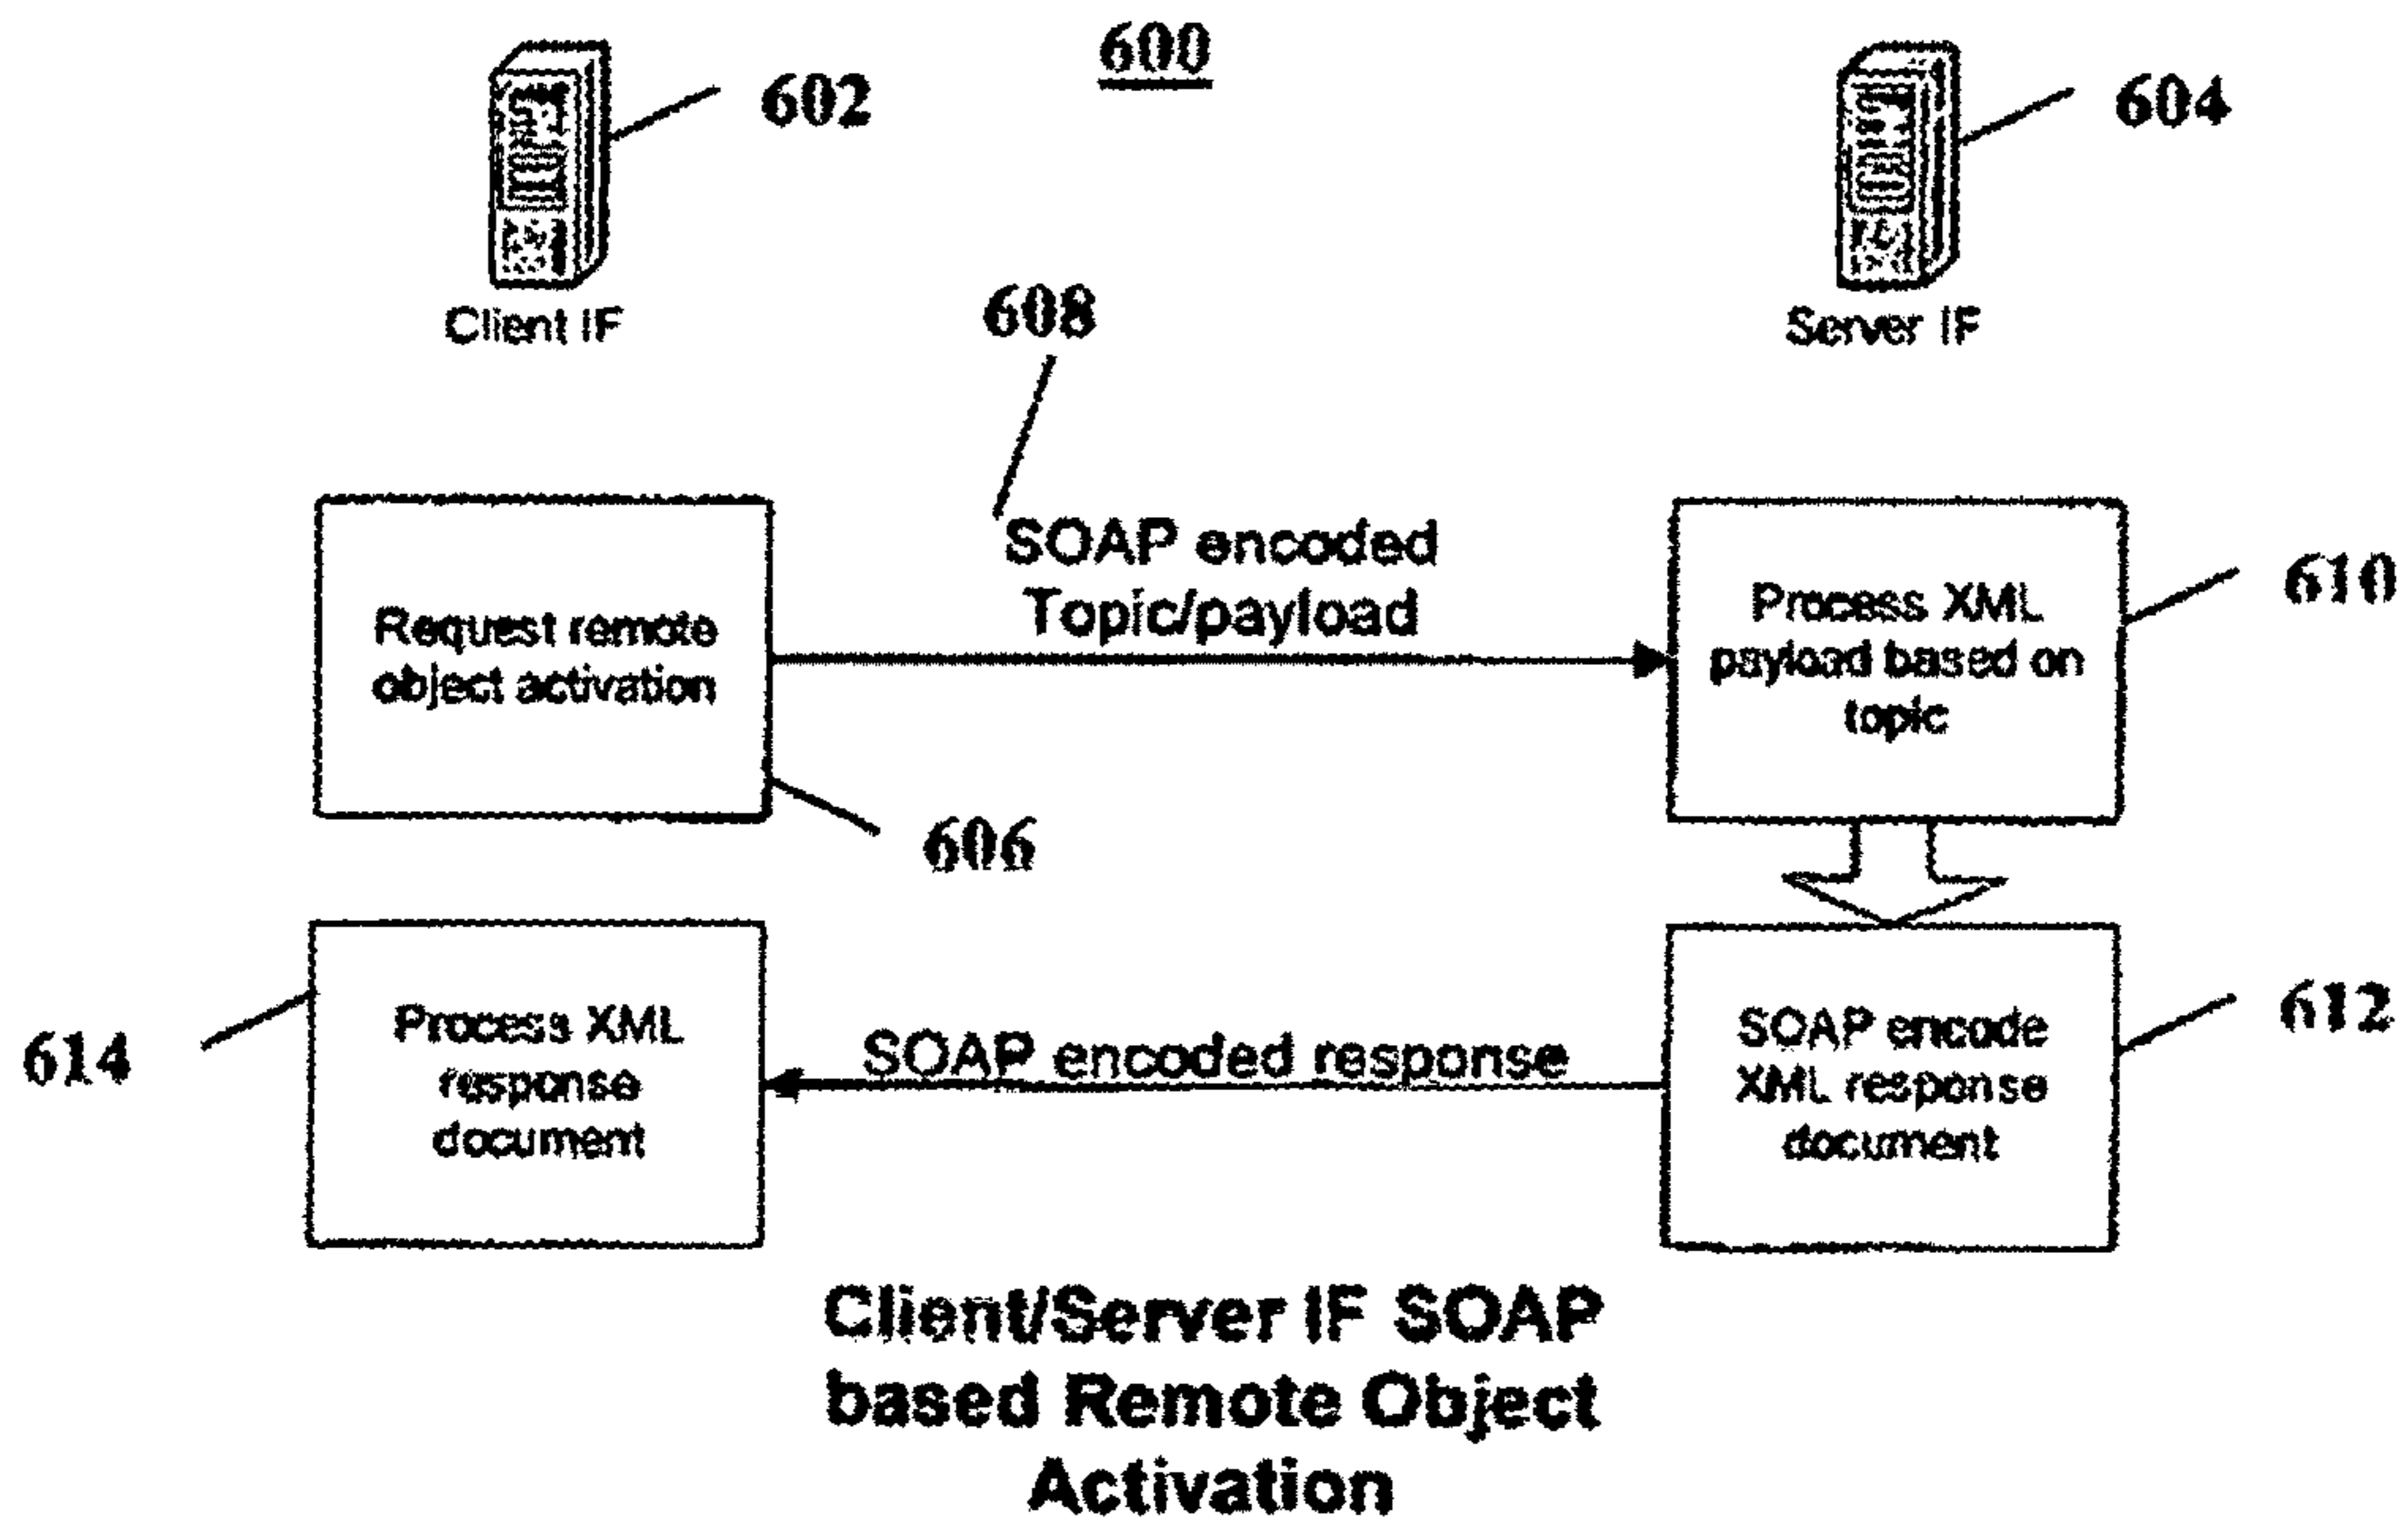 600
602
604
Client IF
Server IF
608
SOAP encoded
Topic/payload
Request remote
object activation
606
Process XML
payload based on
topic
610
SOAP encode
XML response
document
612
SOAP encoded response
Process XML
response
document
614
Client/Server IF SOAP
based Remote Object
Activation